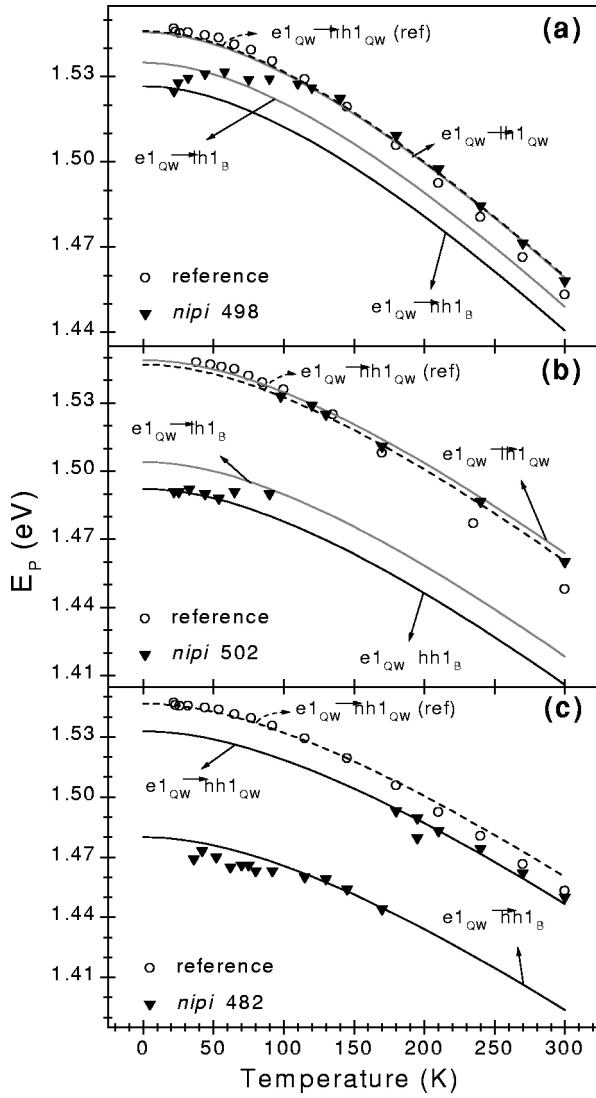 (a)
e1QW→hh1QW (ref)
1.53
e1QW→lh1QW
1.50
e1QW→lh1B
1.47
reference
nipi 498
e1QW→hh1B
1.44
(b)
e1QW→hh1QW (ref)
1.53
e1QW→lh1B
e1QW→lh1QW
1.50
1.47
1.44
reference
nipi 502
e1QW hh1B
1.41
EP (eV)
(c)
e1QW→hh1QW (ref)
1.53
e1QW→hh1QW
1.50
1.47
1.44
e1QW→hh1B
reference
nipi 482
1.41
0 50 100 150 200 250 300
Temperature (K)